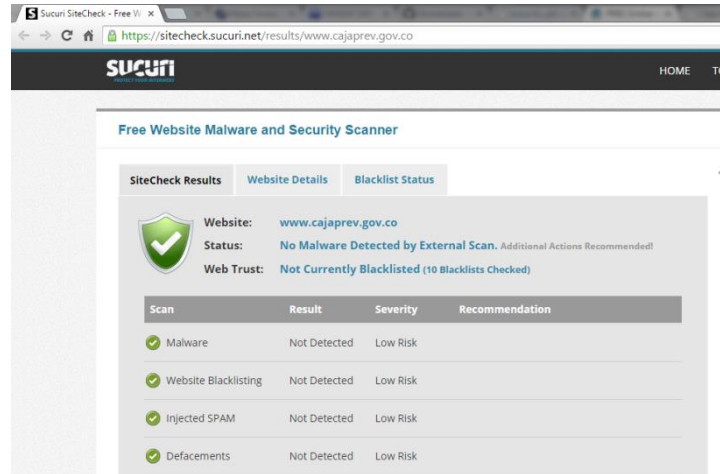 Sucuri SiteCheck - Free W
https://sitecheck.sucuri.net/results/www.cajaprev.gov.co
SUCURI
HOME
Free Website Malware and Security Scanner
SiteCheck Results Website Details Blacklist Status
Website: www.cajaprev.gov.co
Status: No Malware Detected by External Scan. Additional Actions Recommended!
Web Trust: Not Currently Blacklisted (10 Blacklists Checked)
Scan Result Severity Recommendation
Malware Not Detected Low Risk
Website Blacklisting Not Detected Low Risk
Injected SPAM Not Detected Low Risk
Defacements Not Detected Low Risk